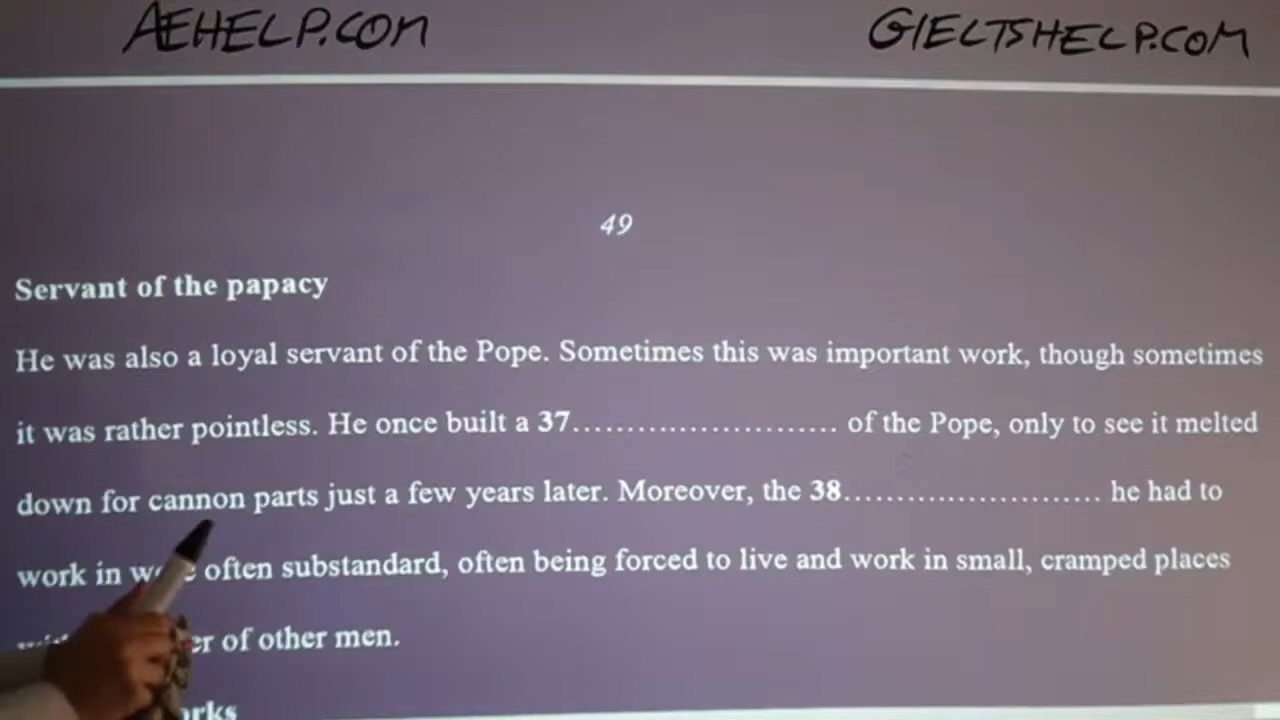 AEHELP.COM
GIELTSHELP.COM
49
Servant of the papacy
He was also a loyal servant of the Pope. Sometimes this was important work, though sometimes
it was rather pointless. He once built a 37........................ of the Pope, only to see it melted
down for cannon parts just a few years later. Moreover, the 38....................... he had to
work in often substandard, often being forced to live and work in small, cramped places
of other men.